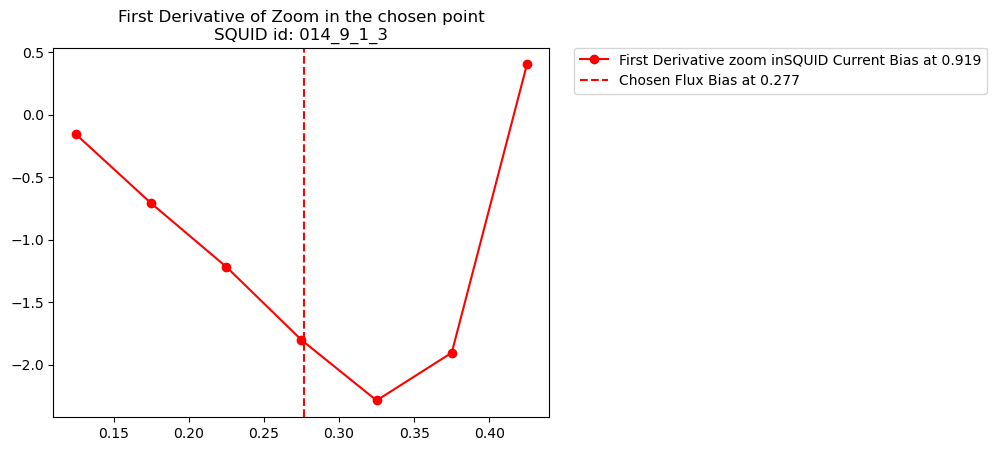 First Derivative of Zoom in the chosen point
SQUID id: 014_9_1_3
First Derivative zoom inSQUID Current Bias at 0.919
Chosen Flux Bias at 0.277
0.5
0.0
−0.5
−1.0
−1.5
−2.0
0.15 0.20 0.25 0.30 0.35 0.40